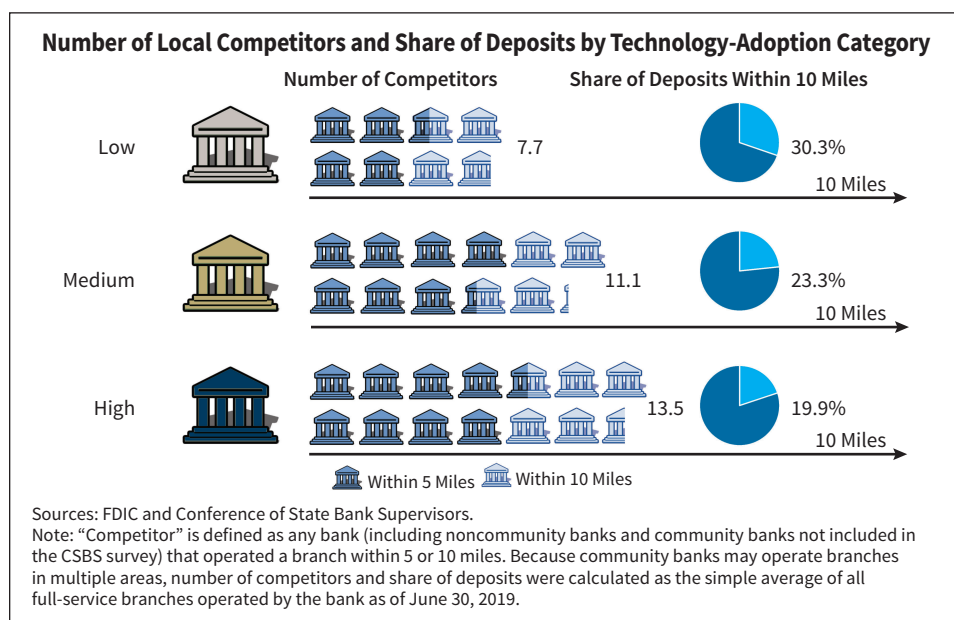 Number of Local Competitors and Share of Deposits by Technology-Adoption Category
Number of Competitors
Share of Deposits Within 10 Miles
Low
7.7
30.3%
10 Miles
Medium
11.1
23.3%
10 Miles
High
13.5
19.9%
10 Miles
Within 5 Miles
Within 10 Miles
Sources: FDIC and Conference of State Bank Supervisors.
Note: “Competitor” is defined as any bank (including noncommunity banks and community banks not included in
the CSBS survey) that operated a branch within 5 or 10 miles. Because community banks may operate branches
in multiple areas, number of competitors and share of deposits were calculated as the simple average of all
full-service branches operated by the bank as of June 30, 2019.